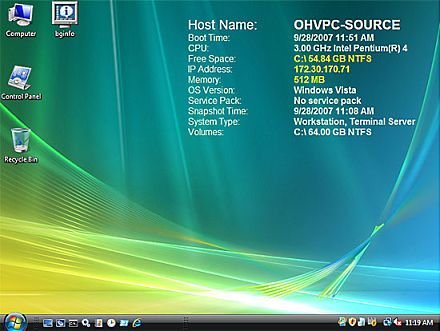 Computer
bginfo
Control Panel
Recycle Bin
Host Name: OHVPC-SOURCE
Boot Time: 9/28/2007 11:51 AM
CPU: 3.00 GHz Intel Pentium(R) 4
Free Space: C:\ 54.84 GB NTFS
IP Address: 172.30.170.71
Memory: 512 MB
OS Version: Windows Vista
Service Pack: No service pack
Snapshot Time: 9/28/2007 11:08 AM
System Type: Workstation, Terminal Server
Volumes: C:\ 64.00 GB NTFS
11:19 AM